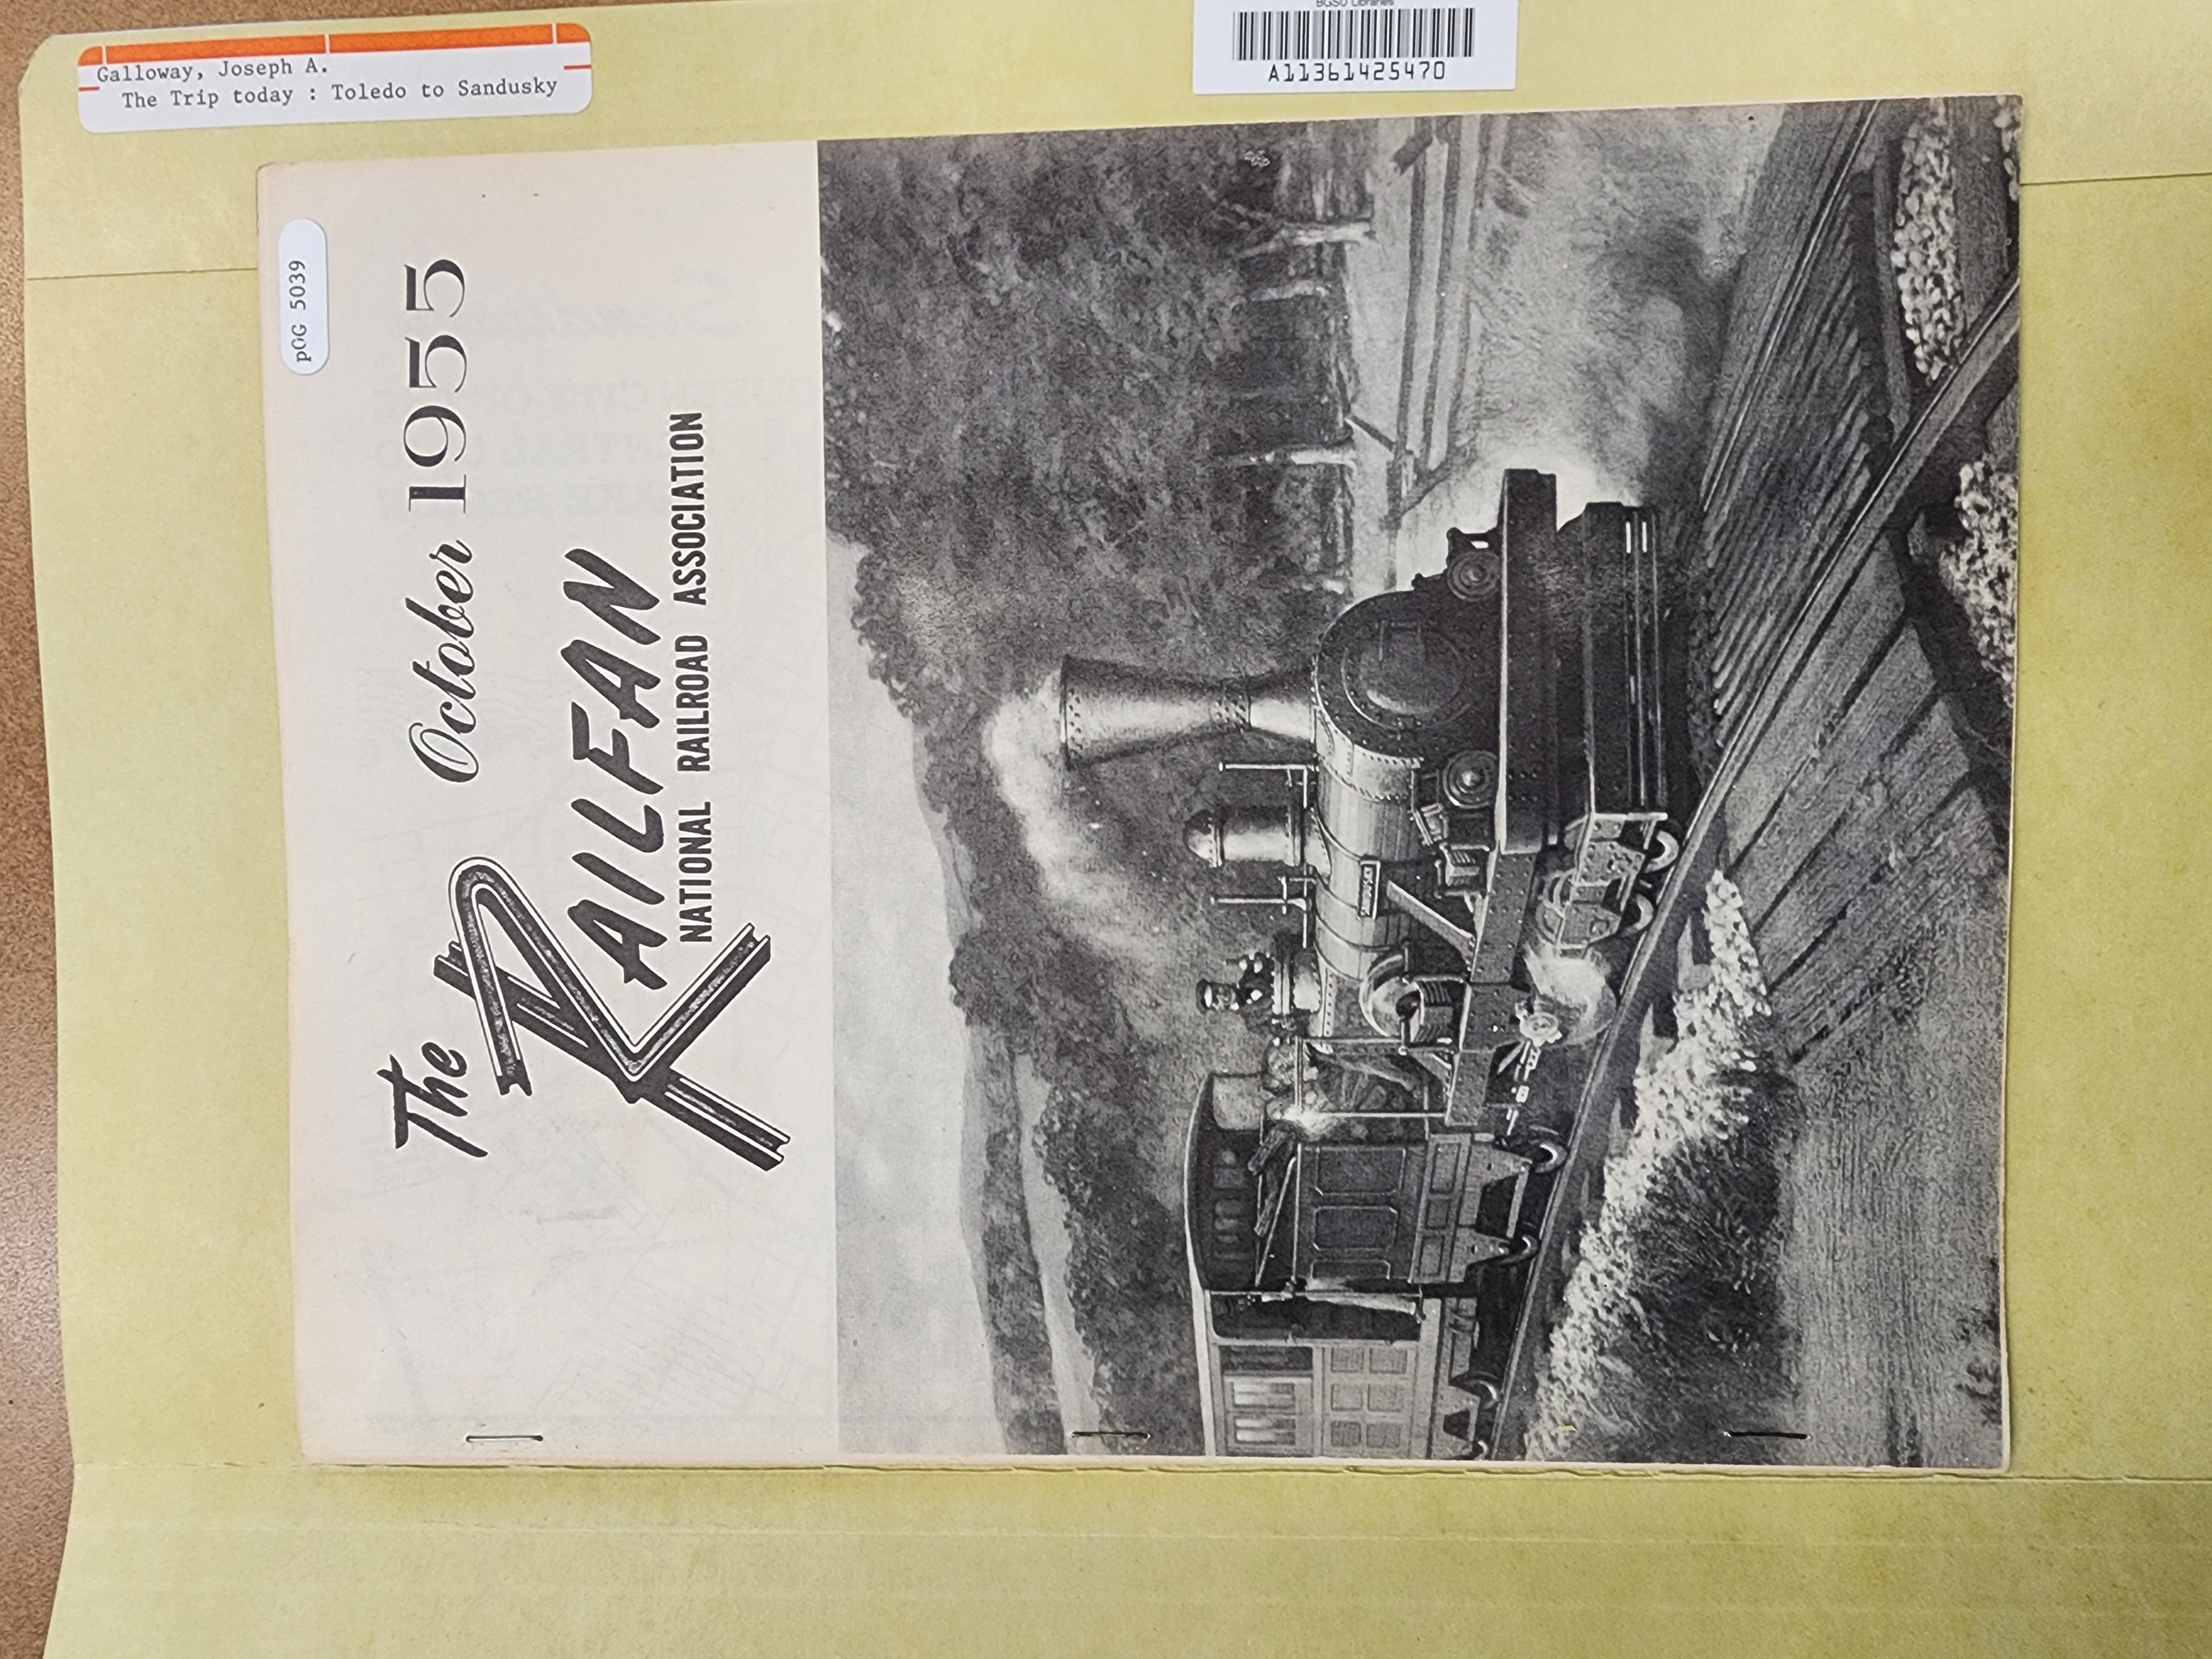 Galloway, Joseph A.
The Trip today : Toledo to Sandusky
BGSU Libraries
A11361425470
pOG 5039
October 1955
The
RAILFAN
NATIONAL RAILROAD ASSOCIATION
SANDUSKY